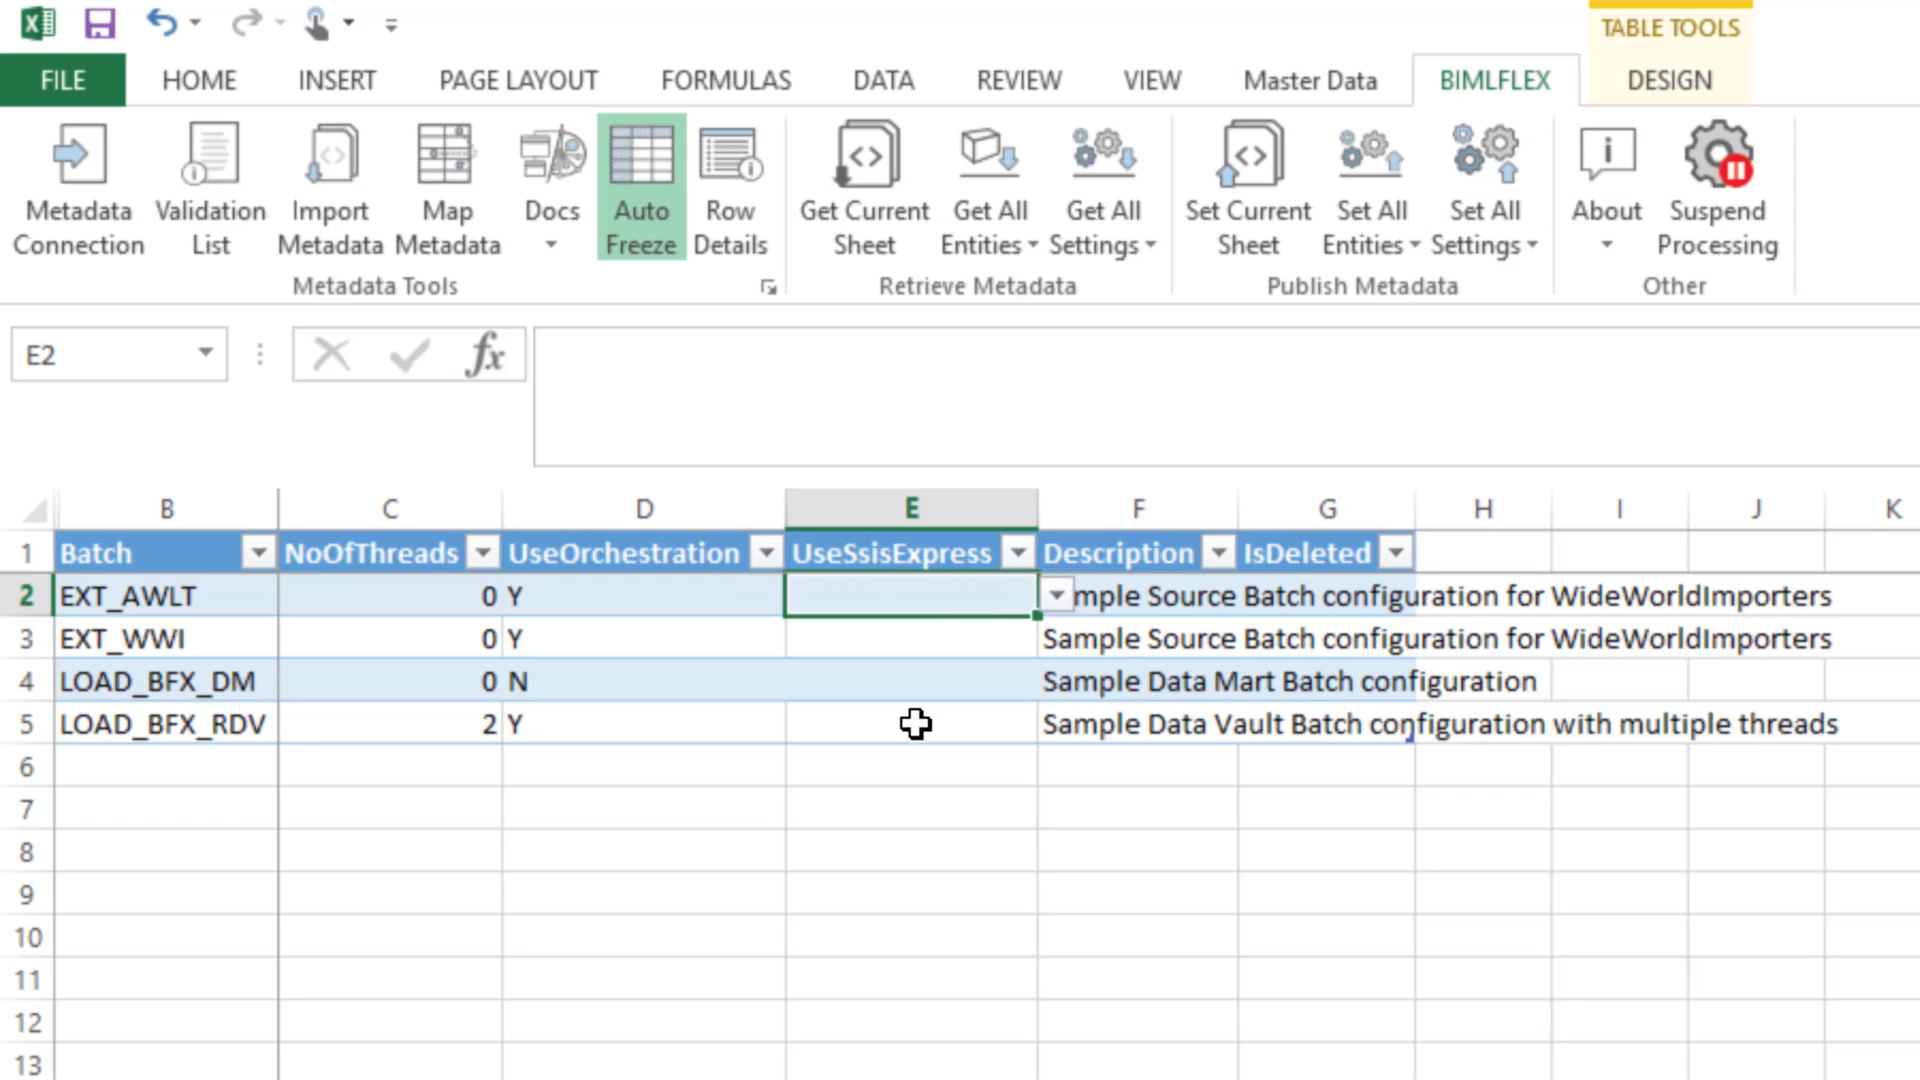 TABLE TOOLS
FILE HOME INSERT PAGE LAYOUT FORMULAS DATA REVIEW VIEW Master Data BIMLFLEX DESIGN
Metadata Connection
Validation List
Import Metadata
Map Metadata
Docs
Auto Freeze
Row Details
Get Current Sheet
Get All Entities
Get All Settings
Set Current Sheet
Set All Entities
Set All Settings
About
Suspend Processing
Metadata Tools
Retrieve Metadata
Publish Metadata
Other
E2
fx
B C D E F G H I J K
1 Batch NoOfThreads UseOrchestration UseSsisExpress Description IsDeleted
2 EXT_AWLT 0 Y mple Source Batch configuration for WideWorldImporters
3 EXT_WWI 0 Y Sample Source Batch configuration for WideWorldImporters
4 LOAD_BFX_DM 0 N Sample Data Mart Batch configuration
5 LOAD_BFX_RDV 2 Y Sample Data Vault Batch configuration with multiple threads
6
7
8
9
10
11
12
13